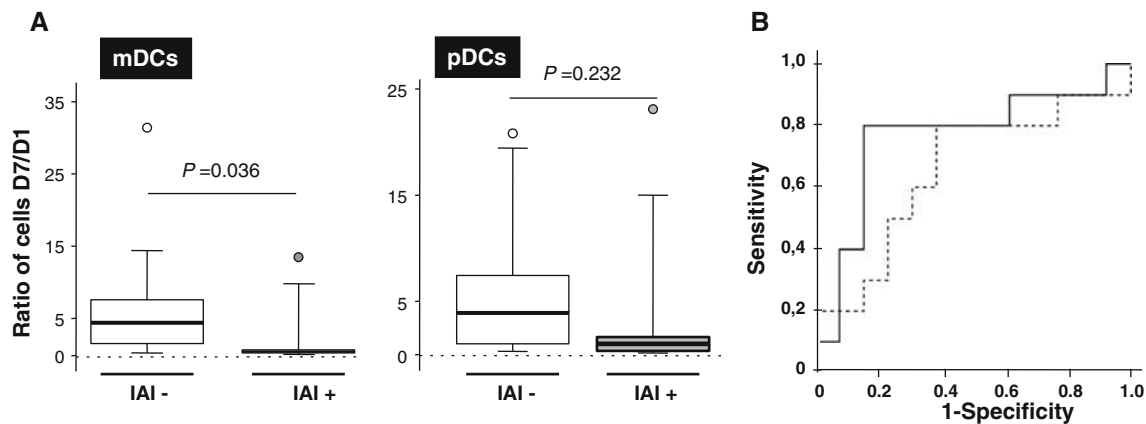 A
mDCs
Ratio of cells D7/D1
35
25
15
5
0
P =0.036
IAI -
IAI +
pDCs
25
15
5
0
P =0.232
IAI -
IAI +
B
Sensitivity
1,0
0,8
0,6
0,4
0,2
0
0.2
0.4
0.6
0.8
1.0
1-Specificity